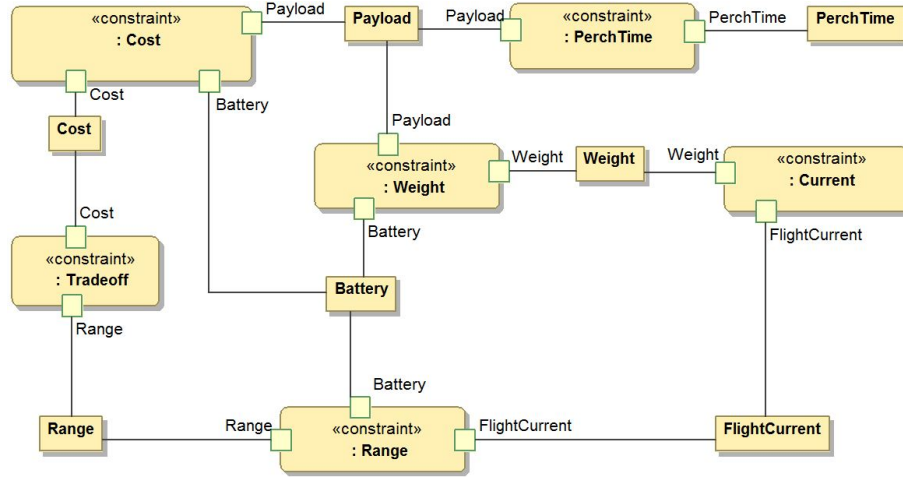 «constraint»
: Cost
Payload
Payload
Payload
«constraint»
: PerchTime
PerchTime
PerchTime
Cost
Battery
Cost
Payload
«constraint»
: Weight
Weight
Weight
Weight
«constraint»
: Current
Cost
Battery
FlightCurrent
«constraint»
: Tradeoff
Battery
Range
Battery
Range
Range
«constraint»
: Range
FlightCurrent
FlightCurrent